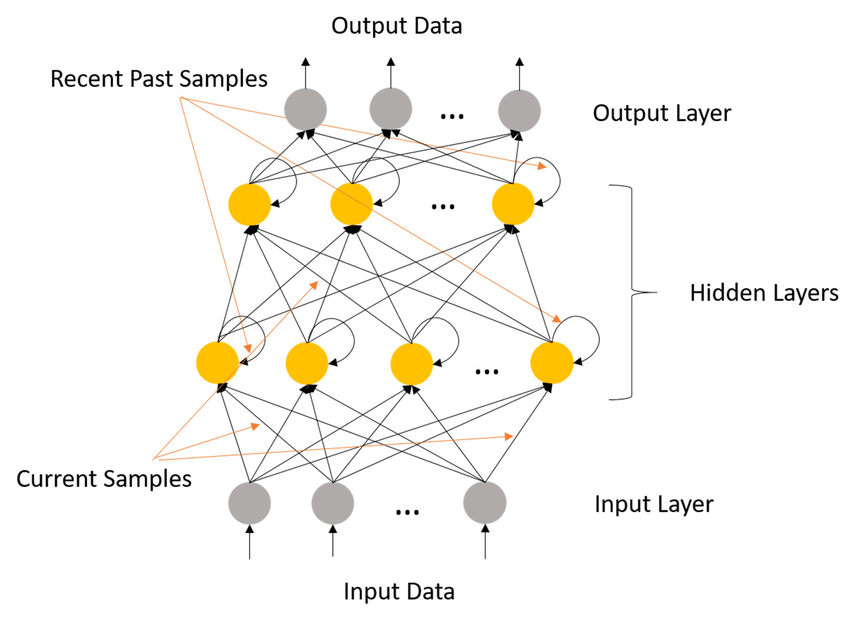 Output Data
Recent Past Samples
...
Output Layer
...
Hidden Layers
...
Current Samples
...
Input Layer
Input Data